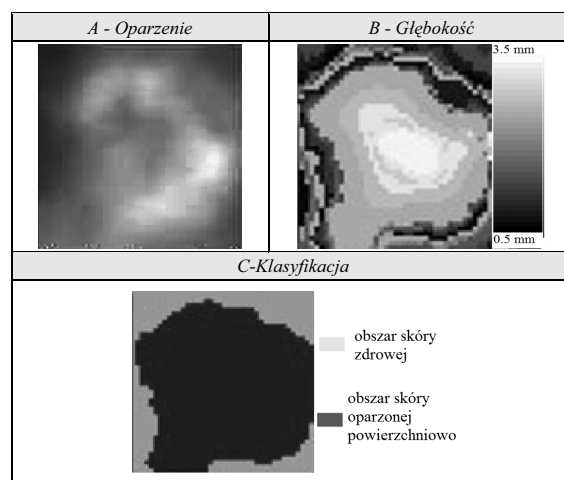 A - Oparzenie
B - Głębokość
3.5 mm
0.5 mm
C-Klasyfikacja
obszar skóry
zdrowej
obszar skóry
oparzonej
powierzchniowo